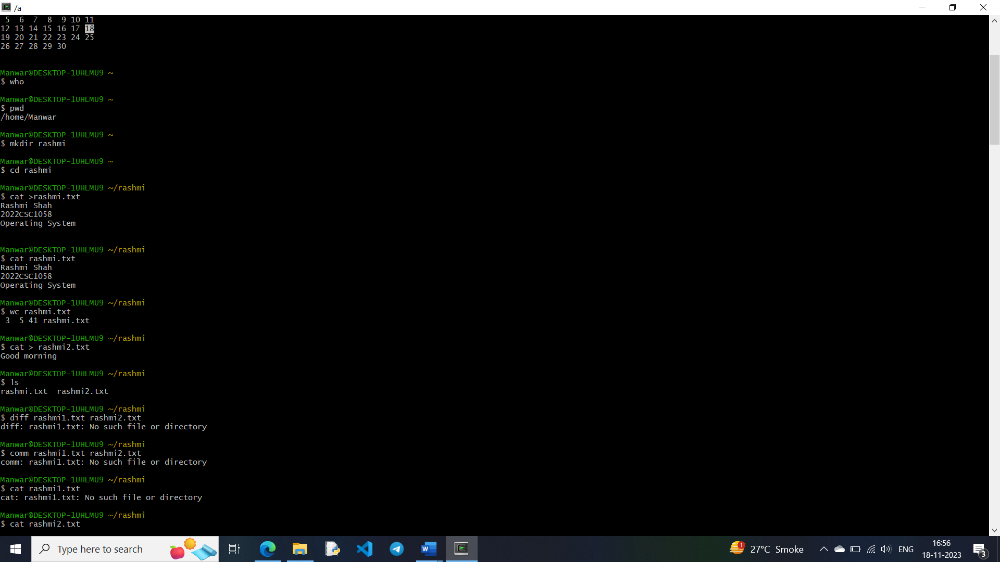 /a
 5  6  7  8  9 10 11
12 13 14 15 16 17 18
19 20 21 22 23 24 25
26 27 28 29 30
Manwar@DESKTOP-1UHLMU9 ~
$ who
Manwar@DESKTOP-1UHLMU9 ~
$ pwd
/home/Manwar
Manwar@DESKTOP-1UHLMU9 ~
$ mkdir rashmi
Manwar@DESKTOP-1UHLMU9 ~
$ cd rashmi
Manwar@DESKTOP-1UHLMU9 ~/rashmi
$ cat >rashmi.txt
Rashmi Shah
2022CSC1058
Operating System
Manwar@DESKTOP-1UHLMU9 ~/rashmi
$ cat rashmi.txt
Rashmi Shah
2022CSC1058
Operating System
Manwar@DESKTOP-1UHLMU9 ~/rashmi
$ wc rashmi.txt
 3  5 41 rashmi.txt
Manwar@DESKTOP-1UHLMU9 ~/rashmi
$ cat > rashmi2.txt
Good morning
Manwar@DESKTOP-1UHLMU9 ~/rashmi
$ ls
rashmi.txt  rashmi2.txt
Manwar@DESKTOP-1UHLMU9 ~/rashmi
$ diff rashmi1.txt rashmi2.txt
diff: rashmi1.txt: No such file or directory
Manwar@DESKTOP-1UHLMU9 ~/rashmi
$ comm rashmi1.txt rashmi2.txt
comm: rashmi1.txt: No such file or directory
Manwar@DESKTOP-1UHLMU9 ~/rashmi
$ cat rashmi1.txt
cat: rashmi1.txt: No such file or directory
Manwar@DESKTOP-1UHLMU9 ~/rashmi
$ cat rashmi2.txt
Type here to search
1
27°C Smoke
ENG
16:56
18-11-2023
3